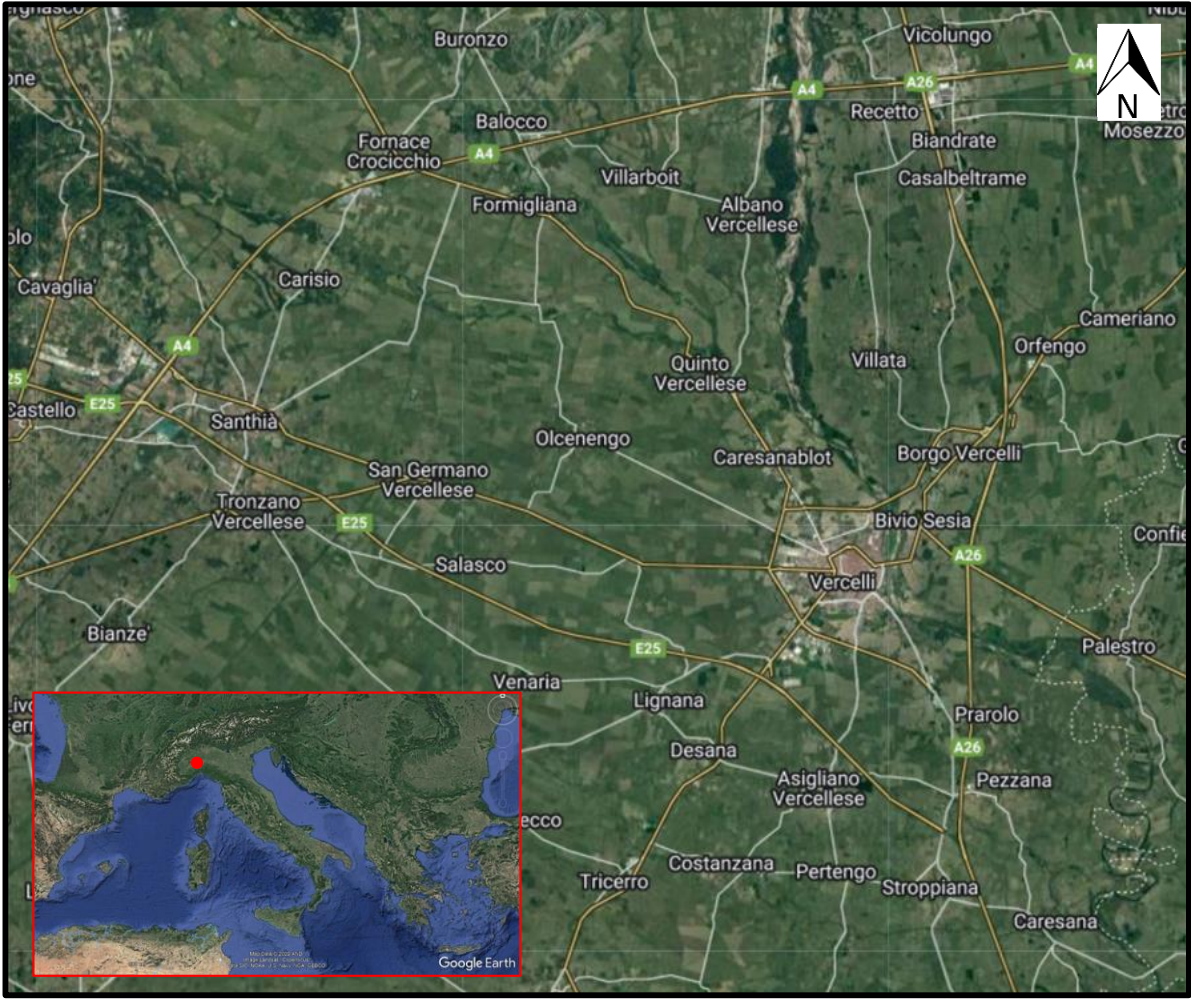 Buronzo
Vicolungo
A4
A26
A4
N
Recetto
Balocco
Fornace
Crocicchio
A4
Biandrate
Mosezzo
Villarboit
Casalbeltrame
Formigliana
Albano
Vercellese
Carisio
Cavaglia'
Cameriano
A4
Orfengo
Quinto
Vercellese
Villata
25
E25
Castello
Santhià
Olcenengo
Caresanablot
Borgo Vercelli
San Germano
Vercellese
Tronzano
Vercellese
E25
Bivio Sesia
A26
Salasco
Vercelli
Bianze'
E25
Palestro
Venaria
Lignana
Prarolo
Desana
A26
Asigliano
Vercellese
Pezzana
ecco
Costanzana
Pertengo
Tricerro
Stroppiana
Caresana
Google Earth